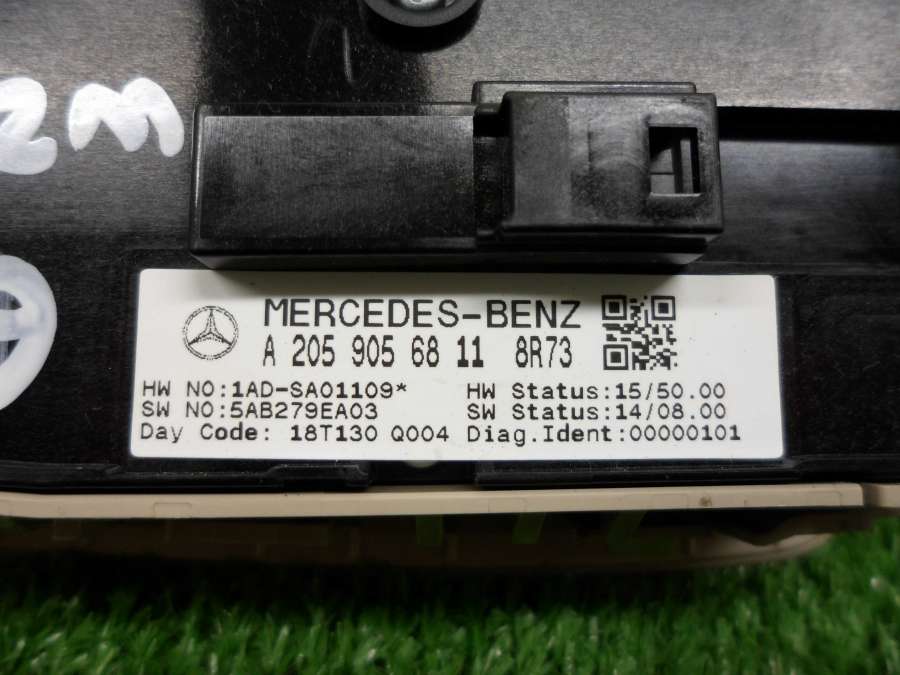 2M
MERCEDES-BENZ
A 205 905 68 11 8R73
HW NO:1AD-SA01109* HW Status:15/50.00
SW NO:5AB279EA03 SW Status:14/08.00
Day Code: 18T130 Q004 Diag.Ident:00000101